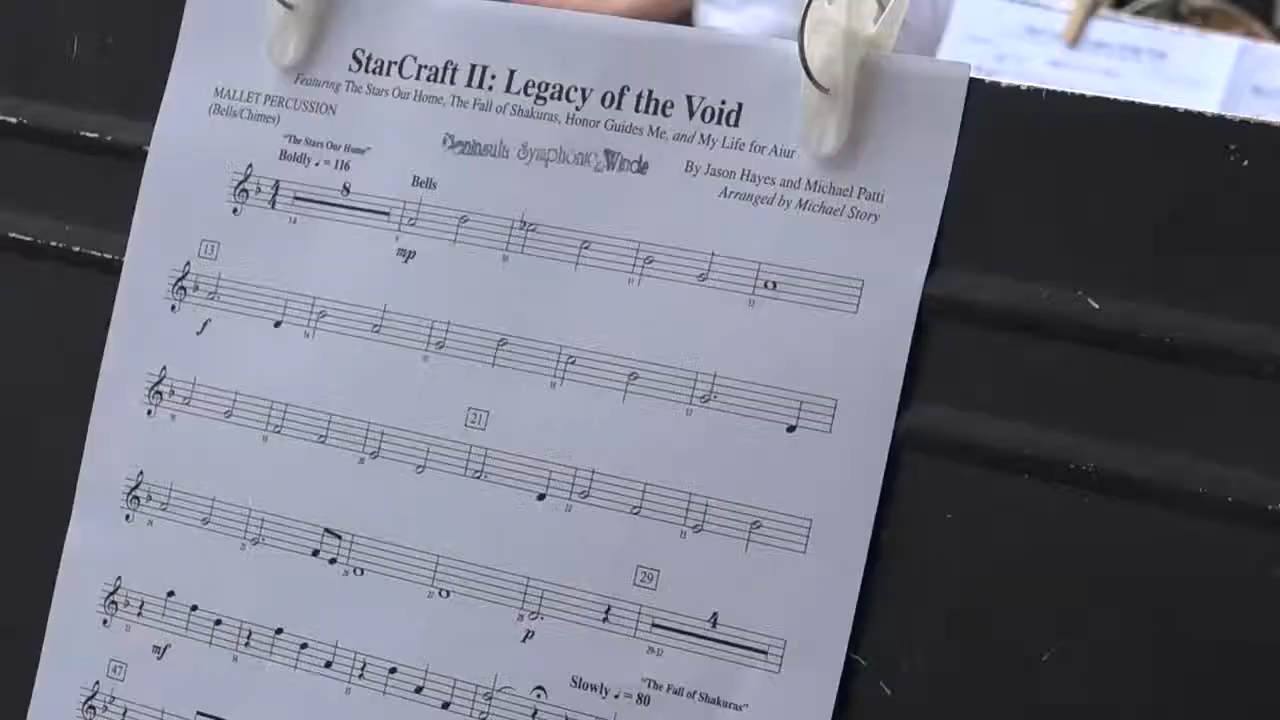 StarCraft II: Legacy of the Void
Featuring The Stars Our Home, The Fall of Shakuras, Honor Guides Me, and My Life for Aiur
MALLET PERCUSSION
(Bells/Chimes)
Peninsula Symphonic Winds
By Jason Hayes and Michael Patti
Arranged by Michael Story
"The Stars Our Home"
Boldly ♩ = 116
8
Bells
mp
13
f
21
29
4
p
29-32
mf
Slowly ♩ = 80
"The Fall of Shakuras"
47